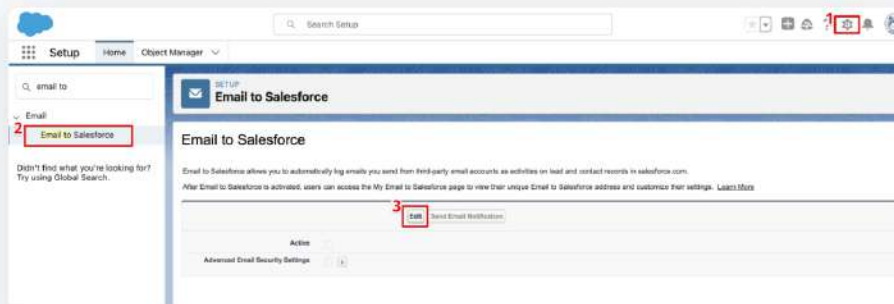 Search Setup
1
Setup Home Object Manager
email to
SETUP
Email to Salesforce
Email
2
Email to Salesforce
Email to Salesforce
Didn't find what you're looking for?
Try using Global Search.
Email to Salesforce allows you to automatically log emails you send from third-party email accounts as activities on lead and contact records in salesforce.com.
After Email to Salesforce is activated, users can access the My Email to Salesforce page to view their unique Email to Salesforce address and customize their settings. Learn More
3
Edit Send Email Notification
Active
Advanced Email Security Settings